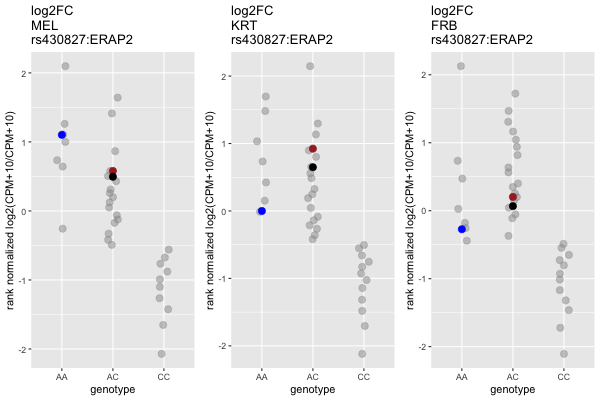 log2FC
MEL
rs430827:ERAP2
rank normalized log2(CPM+10/CPM+10)
2
1
0
-1
-2
AA
AC
CC
genotype
log2FC
KRT
rs430827:ERAP2
rank normalized log2(CPM+10/CPM+10)
2
1
0
-1
-2
AA
AC
CC
genotype
log2FC
FRB
rs430827:ERAP2
rank normalized log2(CPM+10/CPM+10)
2
1
0
-1
-2
AA
AC
CC
genotype